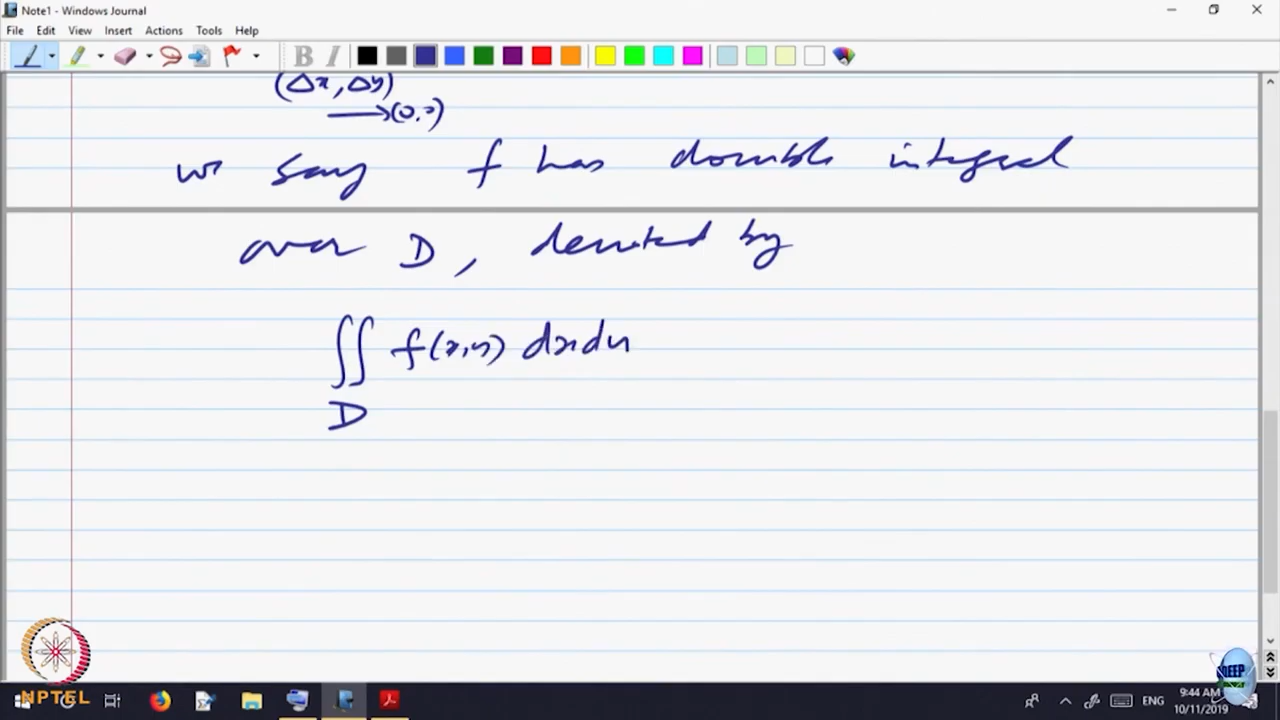 Note1 - Windows Journal
File Edit View Insert Actions Tools Help
B I
(Δx, Δy)
→(0,0)
we say f has double integral
over D, denoted by
∬ f(x,y) dxdy
D
NPTEL
DEEP
ENG
9:44 AM
10/11/2019